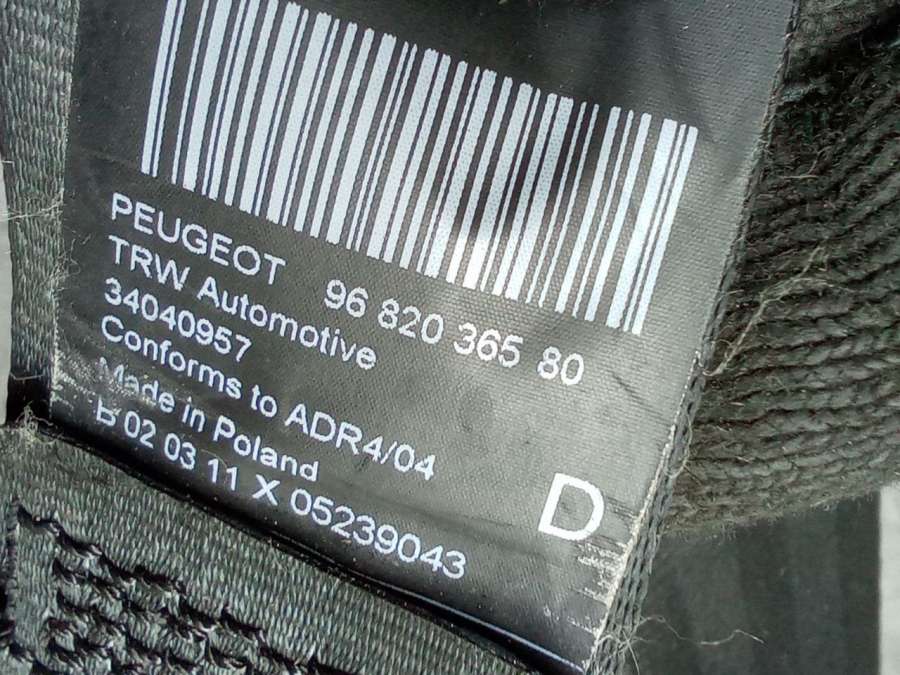 PEUGEOT 96 820 365 80
TRW Automotive
34040957
Conforms to ADR4/04
Made in Poland
B 02 03 11 X 05239043
D